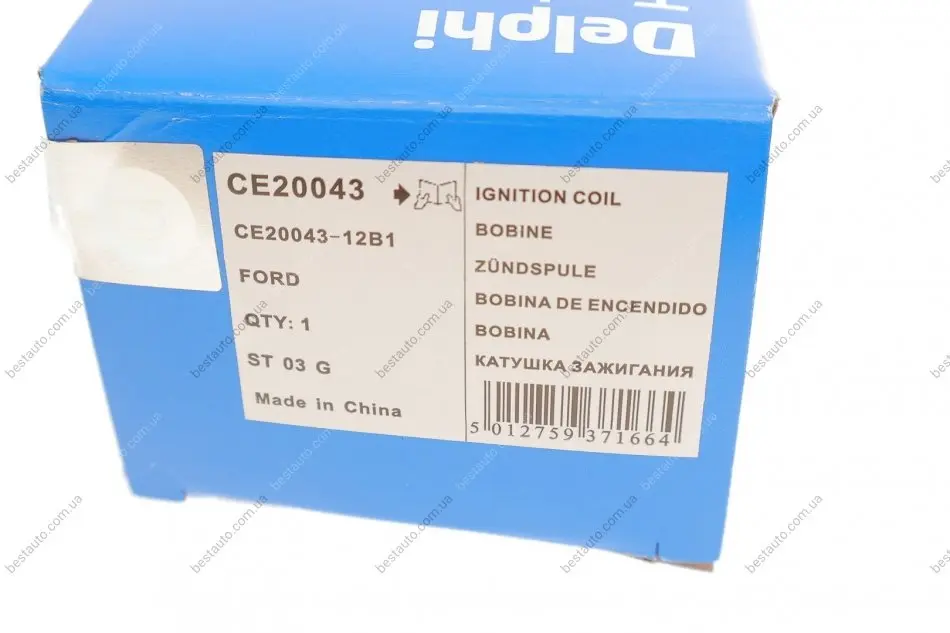 Delphi
T
CE20043
CE20043-12B1
FORD
QTY: 1
ST 03 G
Made in China
IGNITION COIL
BOBINE
ZÜNDSPULE
BOBINA DE ENCENDIDO
BOBINA
КАТУШКА ЗАЖИГАНИЯ
5 012759 371664
bestauto.com.ua